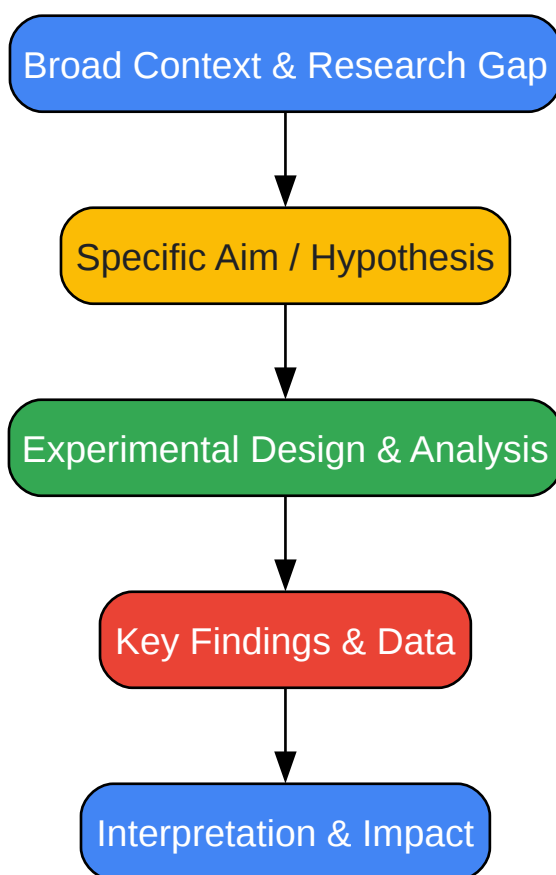 Broad Context & Research Gap
Specific Aim / Hypothesis
Experimental Design & Analysis
Key Findings & Data
Interpretation & Impact